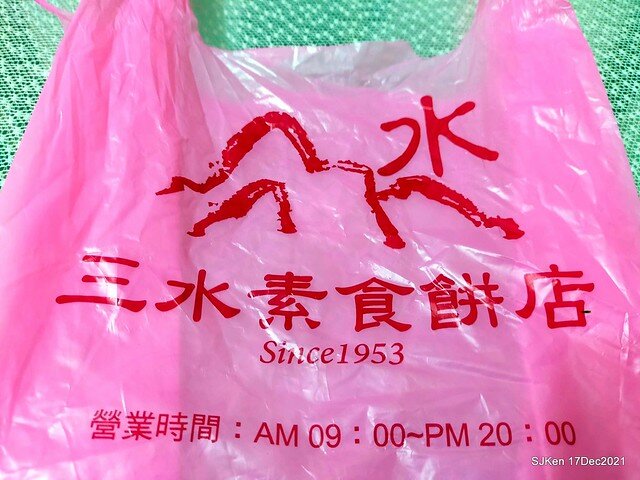 水
三水素食餅店
Since1953
營業時間：AM 09：00~PM 20：00
SJKen 17Dec2021